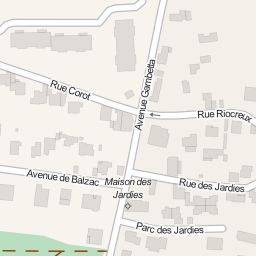 Rue Corot
Avenue Gambetta
Rue Riocreux
Avenue de Balzac
Maison des
Jardies
Rue des Jardies
Parc des Jardies